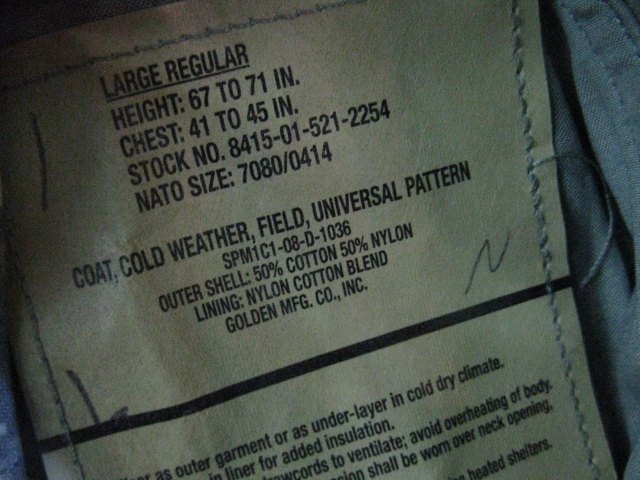 LARGE REGULAR
HEIGHT: 67 TO 71 IN.
CHEST: 41 TO 45 IN.
STOCK NO. 8415-01-521-2254
NATO SIZE: 7080/0414
COAT, COLD WEATHER, FIELD, UNIVERSAL PATTERN
SPM1C1-08-D-1036
OUTER SHELL: 50% COTTON 50% NYLON
LINING: NYLON COTTON BLEND
GOLDEN MFG. CO., INC.
N
as outer garment or as under-layer in cold dry climate.
in liner for added insulation.
to ventilate; avoid overheating of body.
shall be worn over neck opening,
heated shelters.